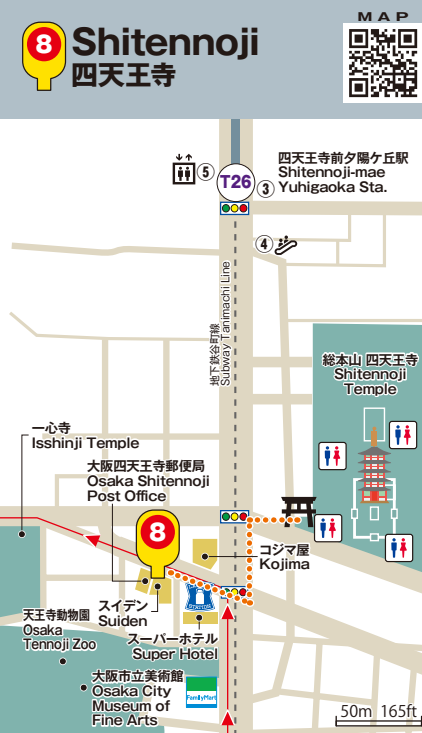 MAP
8 Shitennoji
四天王寺
⑤
T26
③
四天王寺前夕陽ケ丘駅
Shitennoji-mae
Yuhigaoka Sta.
④
地下鉄谷町線
Subway Tanimachi Line
総本山 四天王寺
Shitennoji
Temple
一心寺
Isshinji Temple
大阪四天王寺郵便局
Osaka Shitennoji
Post Office
8
コジマ屋
Kojima
スイデン
Suiden
天王寺動物園
Osaka
Tennoji Zoo
スーパーホテル
Super Hotel
大阪市立美術館
Osaka City
Museum of
Fine Arts
FamilyMart
50m 165ft